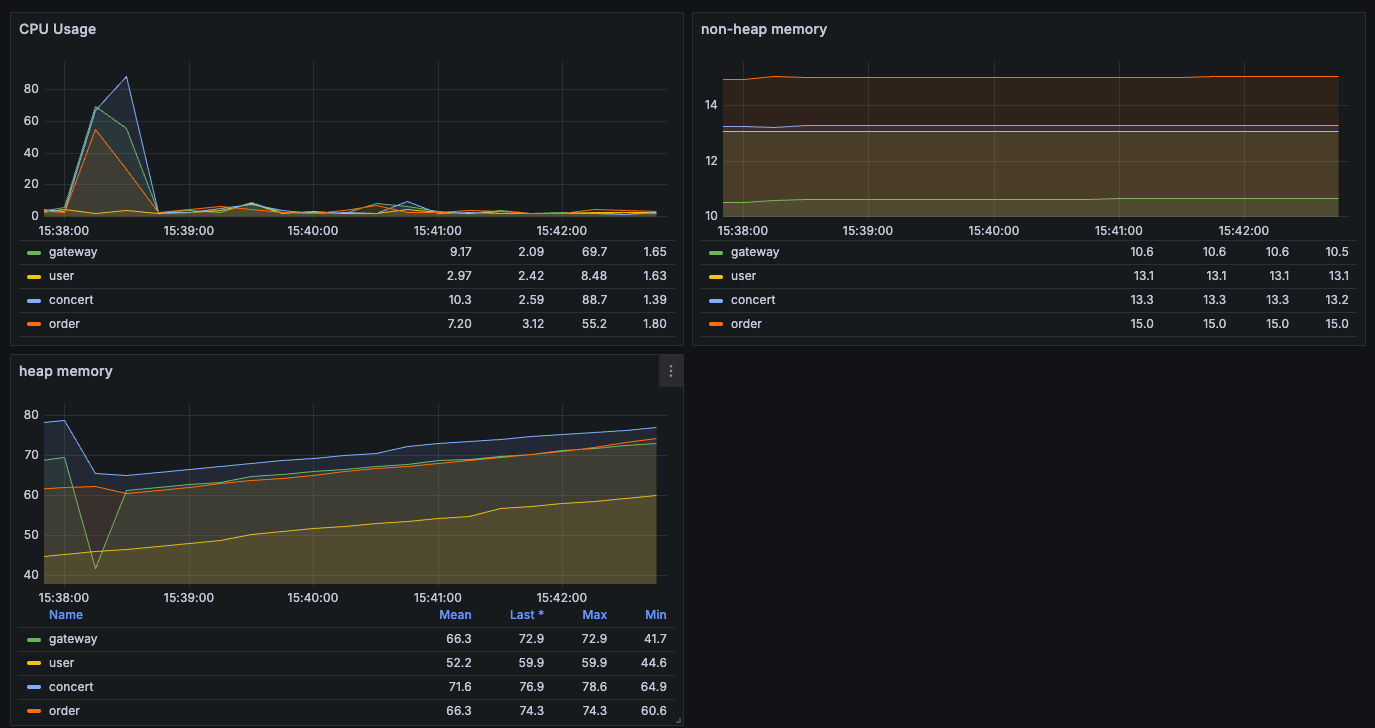 CPU Usage
80
60
40
20
0
15:38:00 15:39:00 15:40:00 15:41:00 15:42:00
gateway 9.17 2.09 69.7 1.65
user 2.97 2.42 8.48 1.63
concert 10.3 2.59 88.7 1.39
order 7.20 3.12 55.2 1.80
non-heap memory
14
12
10
15:38:00 15:39:00 15:40:00 15:41:00 15:42:00
gateway 10.6 10.6 10.6 10.5
user 13.1 13.1 13.1 13.1
concert 13.3 13.3 13.3 13.2
order 15.0 15.0 15.0 15.0
heap memory
80
70
60
50
40
15:38:00 15:39:00 15:40:00 15:41:00 15:42:00
Name Mean Last * Max Min
gateway 66.3 72.9 72.9 41.7
user 52.2 59.9 59.9 44.6
concert 71.6 76.9 78.6 64.9
order 66.3 74.3 74.3 60.6